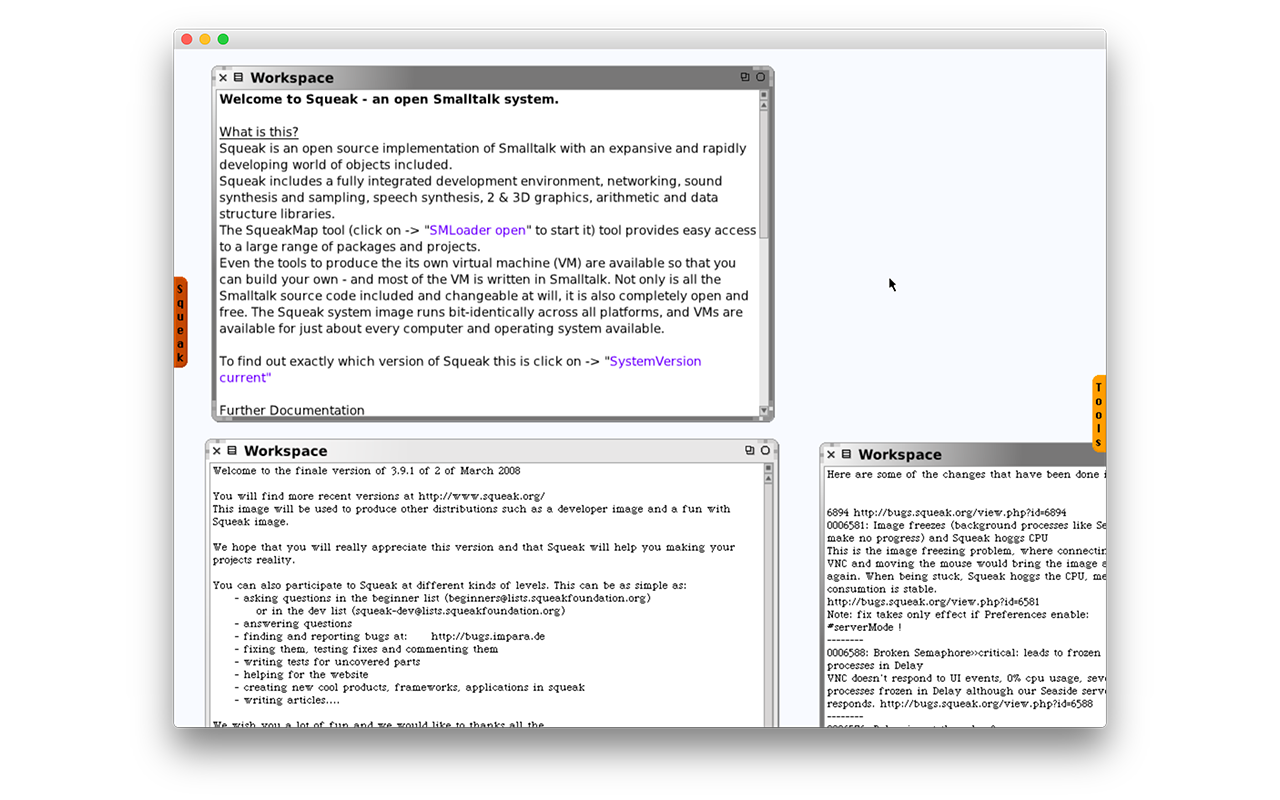 Workspace
Welcome to Squeak - an open Smalltalk system.
What is this?
Squeak is an open source implementation of Smalltalk with an expansive and rapidly
developing world of objects included.
Squeak includes a fully integrated development environment, networking, sound
synthesis and sampling, speech synthesis, 2 & 3D graphics, arithmetic and data
structure libraries.
The SqueakMap tool (click on -> "SMLoader open" to start it) tool provides easy access
to a large range of packages and projects.
Even the tools to produce the its own virtual machine (VM) are available so that you
can build your own - and most of the VM is written in Smalltalk. Not only is all the
Smalltalk source code included and changeable at will, it is also completely open and
free. The Squeak system image runs bit-identically across all platforms, and VMs are
available for just about every computer and operating system available.
To find out exactly which version of Squeak this is click on -> "SystemVersion
current"
Further Documentation
Squeak
Tools
Workspace
Welcome to the finale version of 3.9.1 of 2 of March 2008
You will find more recent versions at http://www.squeak.org/
This image will be used to produce other distributions such as a developer image and a fun with
Squeak image.
We hope that you will really appreciate this version and that Squeak will help you making your
projects reality.
You can also participate to Squeak at different kinds of levels. This can be as simple as:
- asking questions in the beginner list (beginners@lists.squeakfoundation.org)
or in the dev list (squeak-dev@lists.squeakfoundation.org)
- answering questions
- finding and reporting bugs at: http://bugs.impara.de
- fixing them, testing fixes and commenting them
- writing tests for uncovered parts
- helping for the website
- creating new cool products, frameworks, applications in squeak
- writing articles....
We wish you a lot of fun and we would like to thanks all the
Workspace
Here are some of the changes that have been done
6894 http://bugs.squeak.org/view.php?id=6894
0006581: Image freezes (background processes like
make no progress) and Squeak hoggs CPU
This is the image freezing problem, where
VNC and moving the mouse would bring the image
again. When being stuck, Squeak hoggs the CPU,
consumtion is stable.
http://bugs.squeak.org/view.php?id=6581
Note: fix takes only effect if Preferences enable:
#serverMode !
--------
0006588: Broken Semaphore>>critical: leads to frozen
processes in Delay
VNC doesn't respond to UI events, 0% cpu usage,
processes frozen in Delay although our Seaside
responds. http://bugs.squeak.org/view.php?id=6588
--------